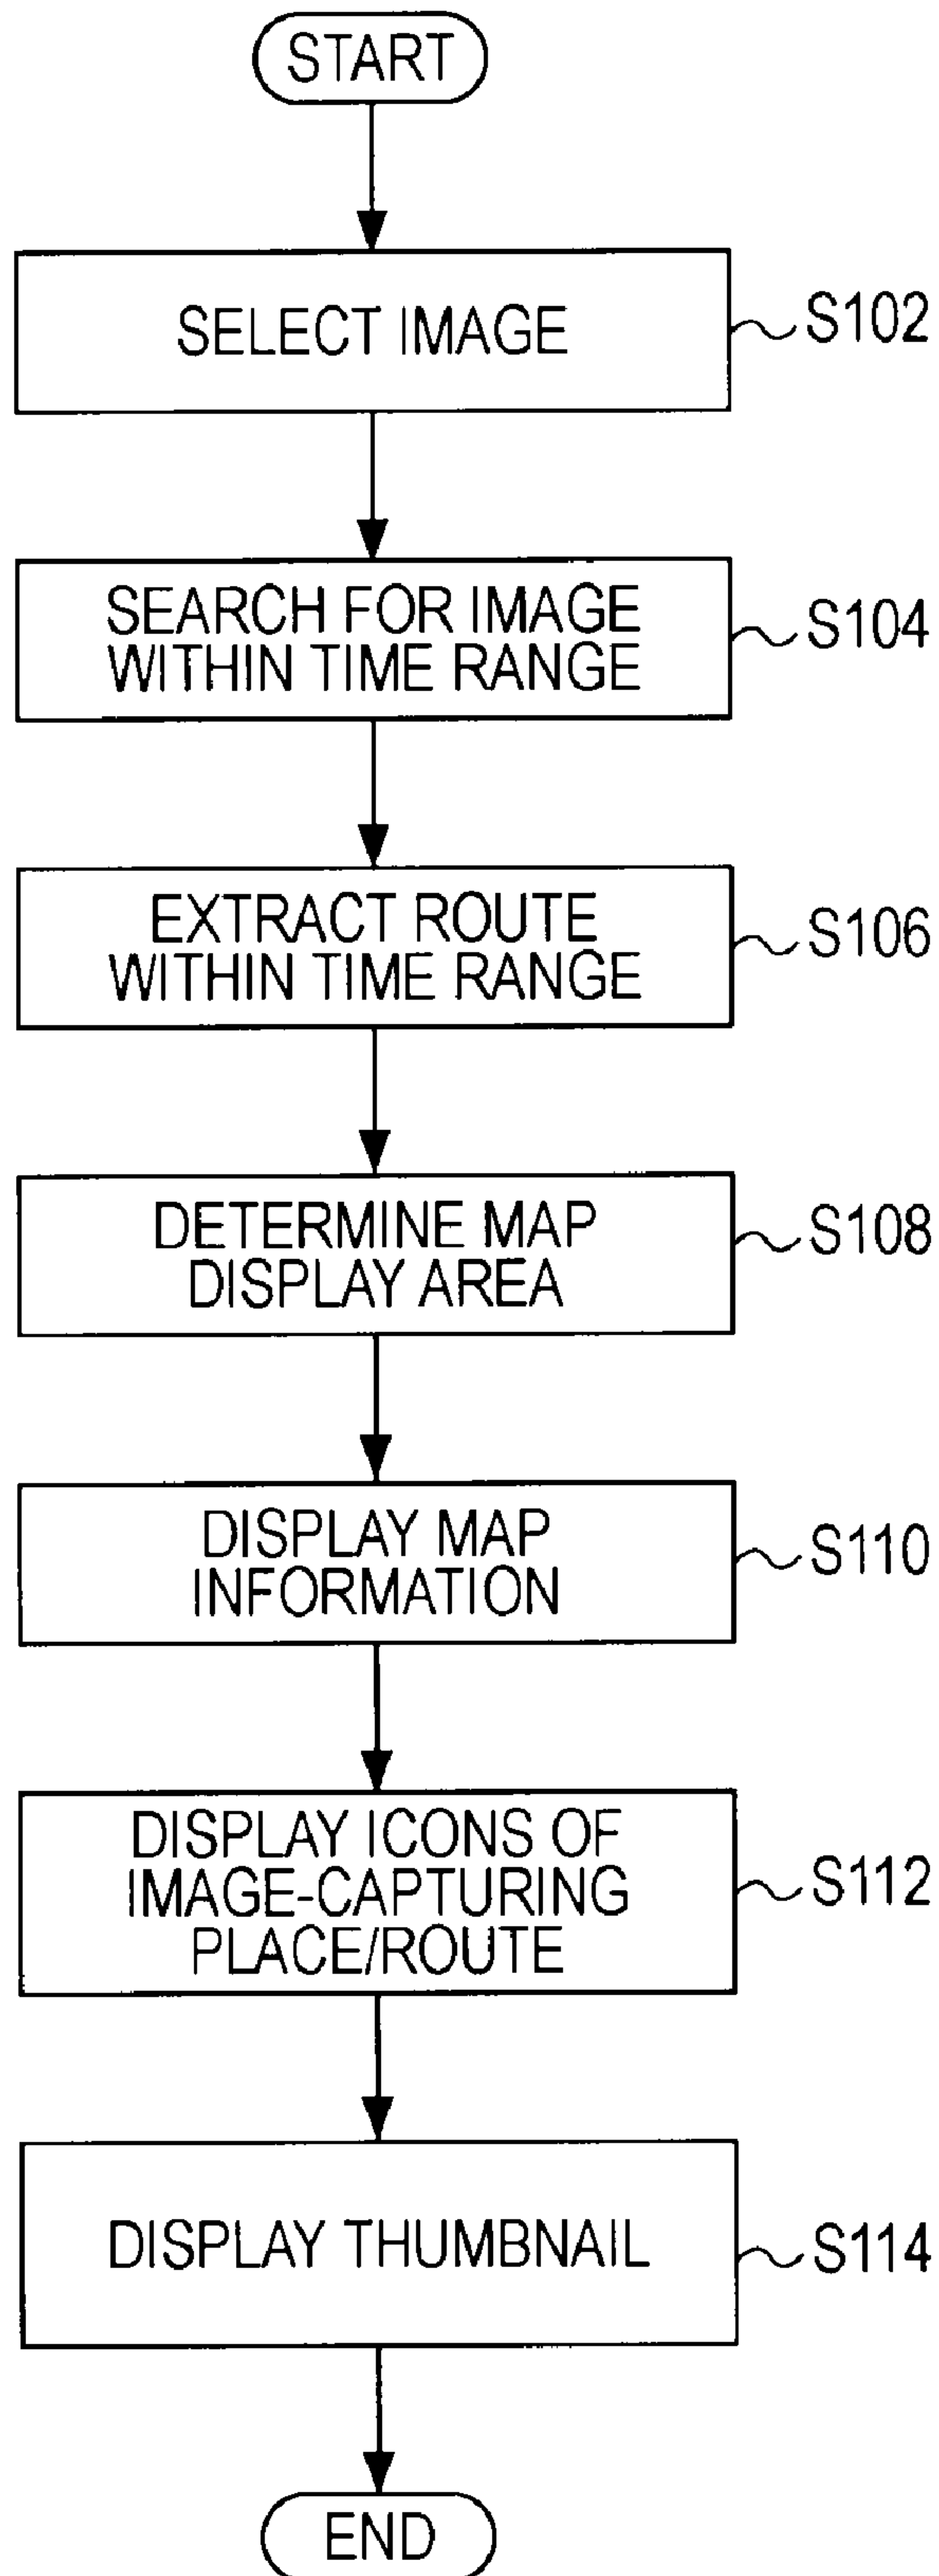 START
SELECT IMAGE
S102
SEARCH FOR IMAGE
WITHIN TIME RANGE
S104
EXTRACT ROUTE
WITHIN TIME RANGE
S106
DETERMINE MAP
DISPLAY AREA
S108
DISPLAY MAP
INFORMATION
S110
DISPLAY ICONS OF
IMAGE-CAPTURING
PLACE/ROUTE
S112
DISPLAY THUMBNAIL
S114
END